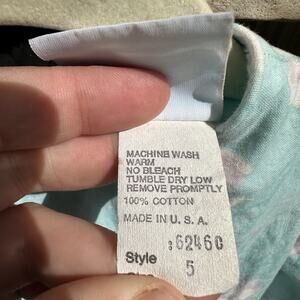 MACHINE WASH
WARM
NO BLEACH
TUMBLE DRY LOW
REMOVE PROMPTLY
100% COTTON
MADE IN U. S. A.
62460
Style
5